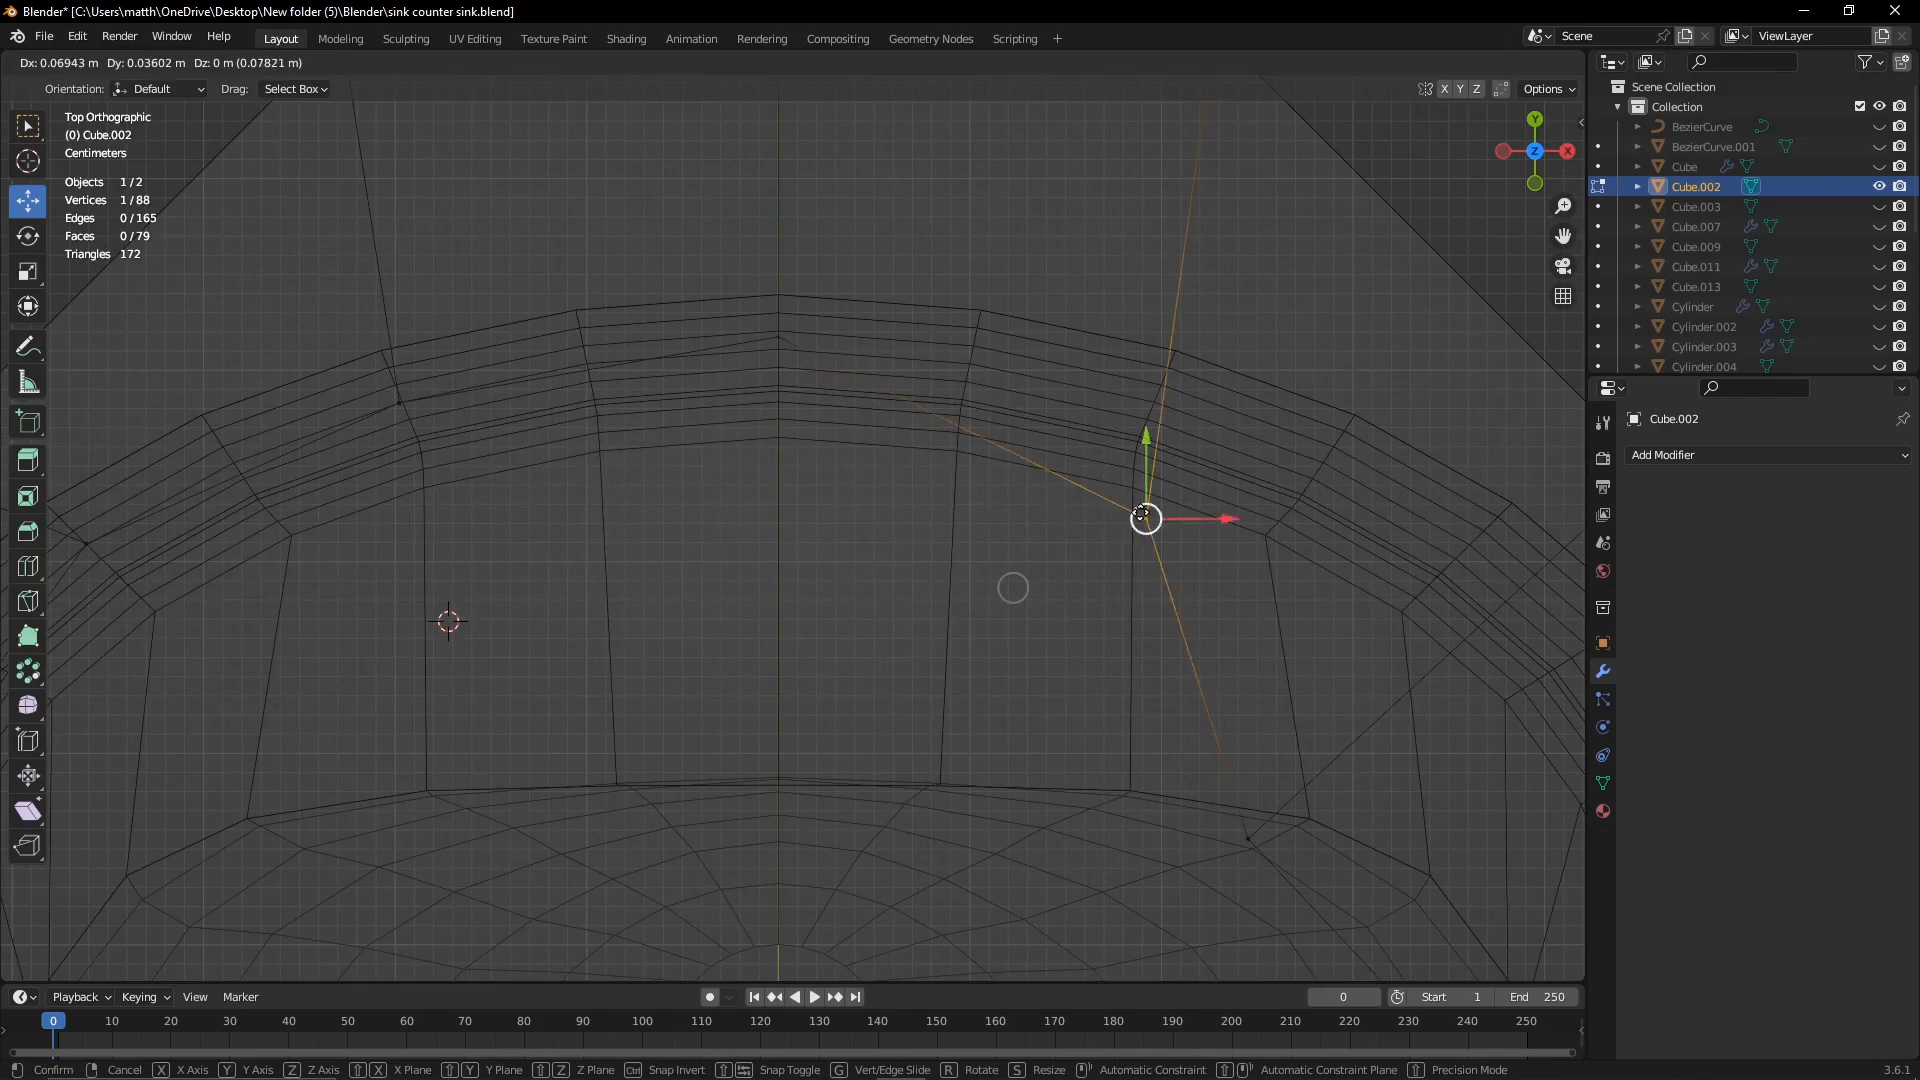 Blender* [C:\Users\matth\OneDrive\Desktop\New folder (5)\Blender\sink counter sink.blend]
File Edit Render Window Help Layout Modeling Sculpting UV Editing Texture Paint Shading Animation Rendering Compositing Geometry Nodes Scripting + Scene ViewLayer
Dx: 0.06943 m Dy: 0.03602 m Dz: 0 m (0.07821 m)
Orientation: Default Drag: Select Box X Y Z Options
Top Orthographic
(0) Cube.002
Centimeters
Objects 1 / 2
Vertices 1 / 88
Edges 0 / 165
Faces 0 / 79
Triangles 172
Y
Z X
Scene Collection
Collection
BezierCurve
BezierCurve.001
Cube
Cube.002
Cube.003
Cube.007
Cube.009
Cube.011
Cube.013
Cylinder
Cylinder.002
Cylinder.003
Cylinder.004
Cube.002
Add Modifier
Playback Keying View Marker 0 Start 1 End 250
0 10 20 30 40 50 60 70 80 90 100 110 120 130 140 150 160 170 180 190 200 210 220 230 240 250
Confirm Cancel X X Axis Y Y Axis Z Z Axis X X Plane Y Y Plane Z Z Plane Ctrl Snap Invert Snap Toggle G Vert/Edge Slide R Rotate S Resize Automatic Constraint Automatic Constraint Plane Precision Mode 3.6.1